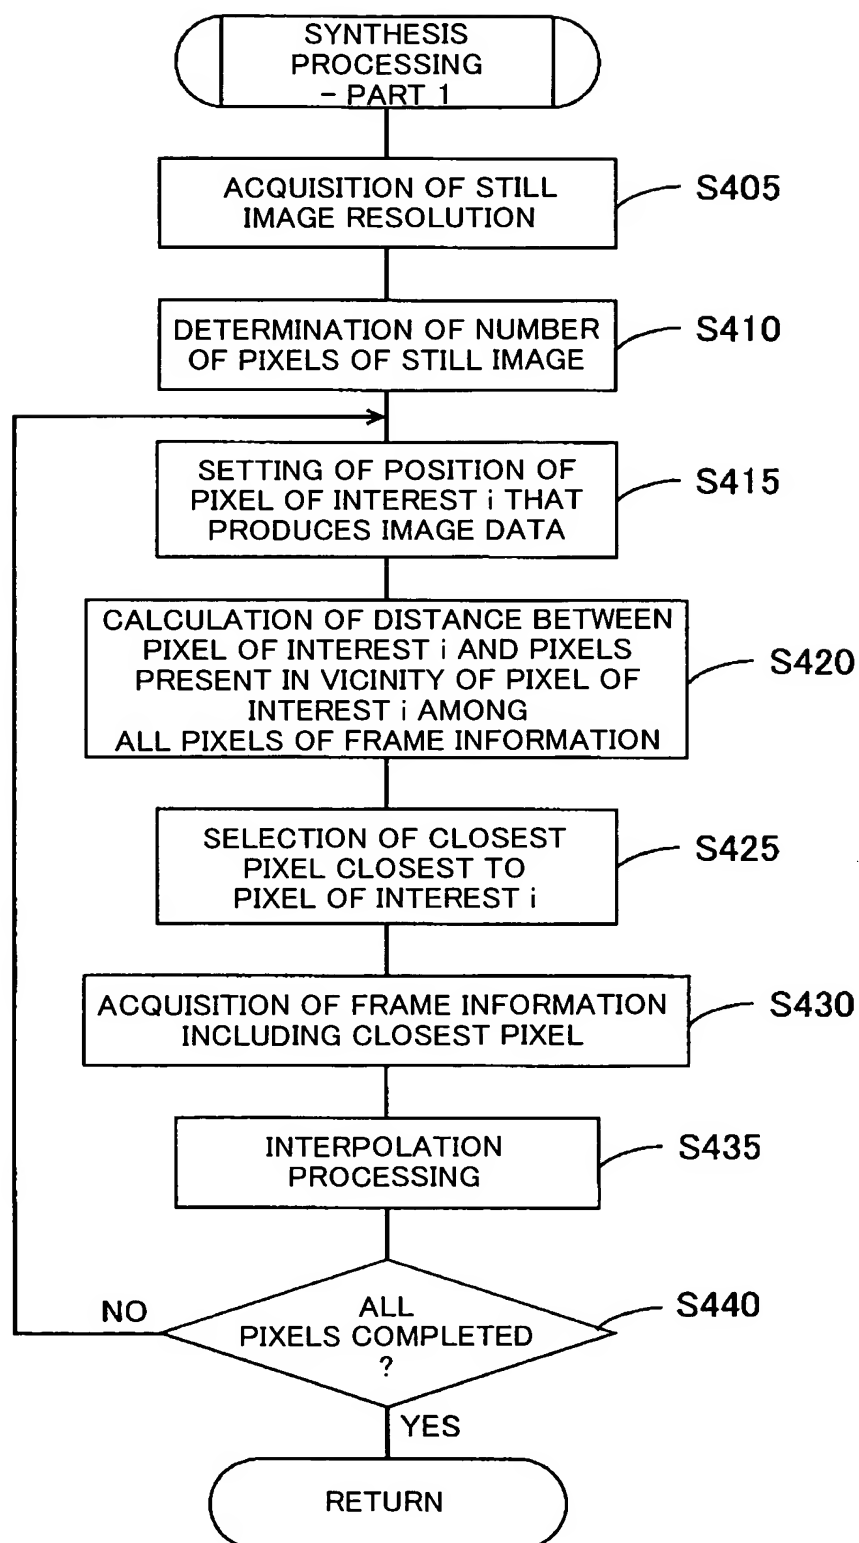 SYNTHESIS
PROCESSING
- PART 1
ACQUISITION OF STILL
IMAGE RESOLUTION
S405
DETERMINATION OF NUMBER
OF PIXELS OF STILL IMAGE
S410
SETTING OF POSITION OF
PIXEL OF INTEREST i THAT
PRODUCES IMAGE DATA
S415
CALCULATION OF DISTANCE BETWEEN
PIXEL OF INTEREST i AND PIXELS
PRESENT IN VICINITY OF PIXEL OF
INTEREST i AMONG
ALL PIXELS OF FRAME INFORMATION
S420
SELECTION OF CLOSEST
PIXEL CLOSEST TO
PIXEL OF INTEREST i
S425
ACQUISITION OF FRAME INFORMATION
INCLUDING CLOSEST PIXEL
S430
INTERPOLATION
PROCESSING
S435
ALL
PIXELS COMPLETED
?
S440
NO
YES
RETURN